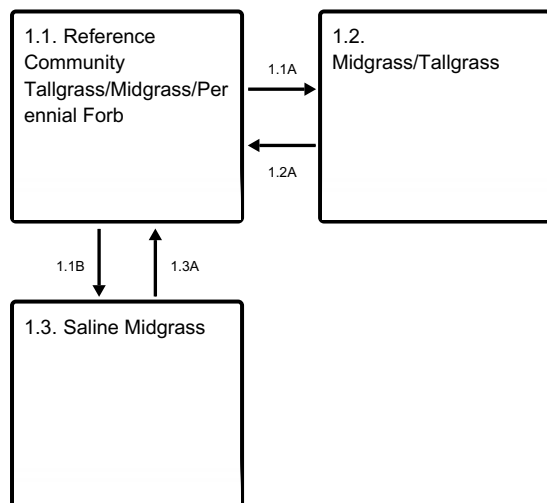 1.1. Reference
Community
Tallgrass/Midgrass/Per
ennial Forb
1.1A
1.2.
Midgrass/Tallgrass
1.2A
1.1B
1.3A
1.3. Saline Midgrass